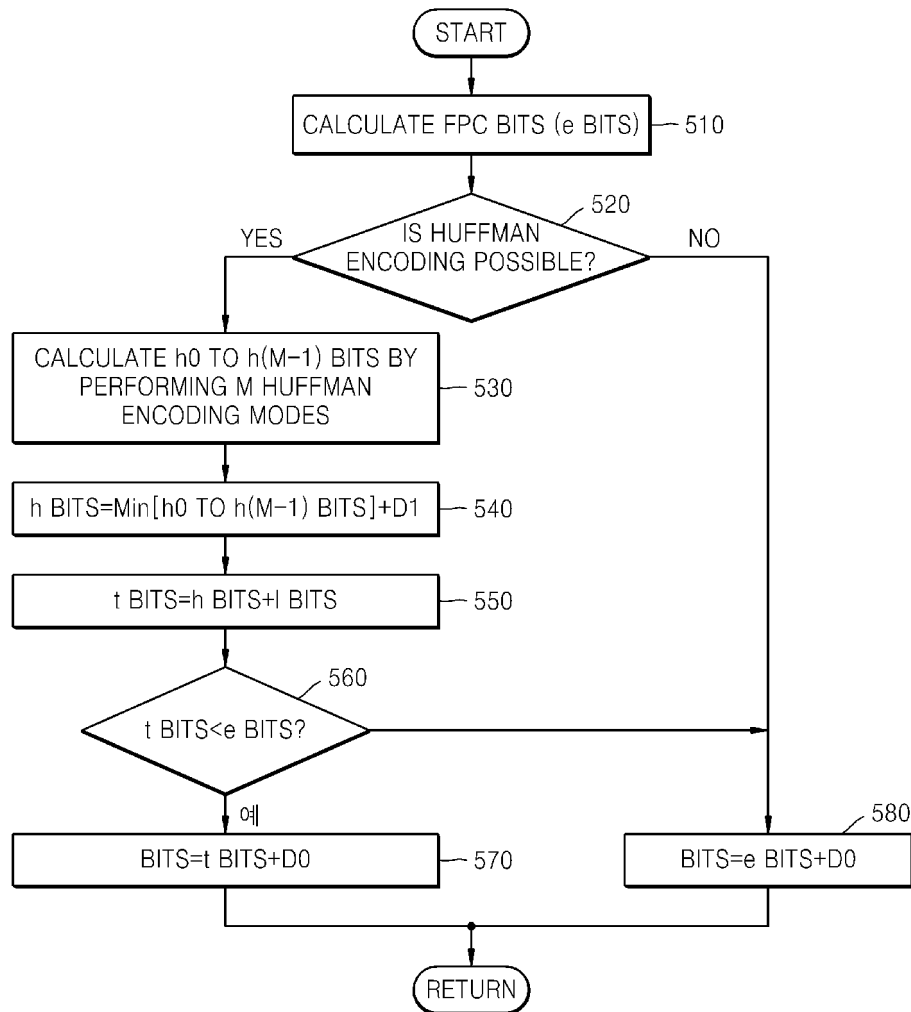 START
CALCULATE FPC BITS (e BITS)
510
520
IS HUFFMAN
ENCODING POSSIBLE?
YES
NO
CALCULATE h0 TO h(M-1) BITS BY
PERFORMING M HUFFMAN
ENCODING MODES
530
h BITS=Min[h0 TO h(M-1) BITS]+D1
540
t BITS=h BITS+l BITS
550
560
t BITS<e BITS?
예
BITS=t BITS+D0
570
580
BITS=e BITS+D0
RETURN